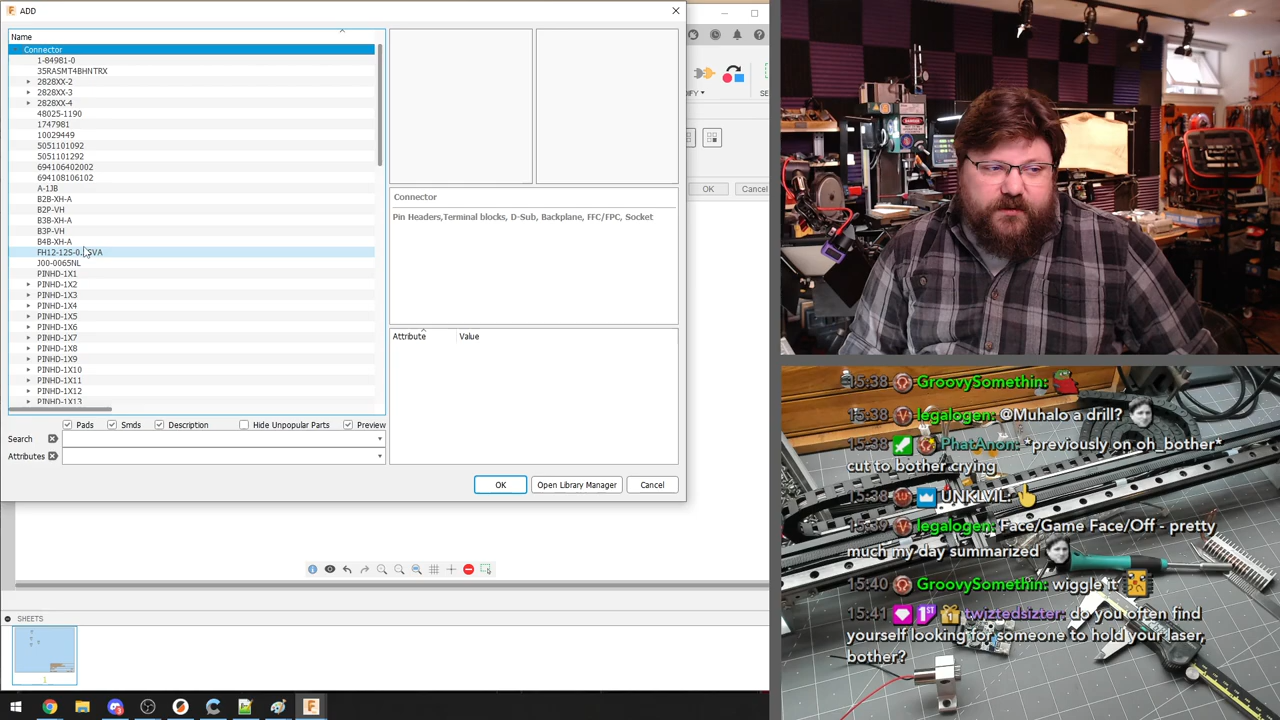 ADD
Name
Connector
1-84981-0
35RASMT4BHNTRX
2828XX-2
2828XX-3
2828XX-4
48025-1190
1747981
10029449
5051101092
5051101292
694106402002
694108106102
A-1JB
B2B-XH-A
B2P-VH
B3B-XH-A
B3P-VH
B4B-XH-A
J00-0065NL
PINHD-1X1
PINHD-1X2
PINHD-1X3
PINHD-1X4
PINHD-1X5
PINHD-1X6
PINHD-1X7
PINHD-1X8
PINHD-1X9
PINHD-1X10
PINHD-1X11
PINHD-1X12
PINHD-1X13
Connector
Pin Headers,Terminal blocks, D-Sub, Backplane, FFC/FPC, Socket
Attribute Value
Pads Smds Description Hide Unpopular Parts Preview
Search
Attributes
OK Open Library Manager Cancel
OK Cancel
SHEETS
1
15:38 GroovySomethin:
15:38 legalogen: @Muhalo a drill?
15:38 PhatAnon: *previously on oh_bother*
cut to bother crying
15:38 UNKLVIL:
15:39 legalogen: 'Face/Game Face/Off - pretty
much my day summarized
15:40 GroovySomethin: wiggle it
15:41 1ST twiztedsizter: do you often find
yourself looking for someone to hold your laser,
bother?